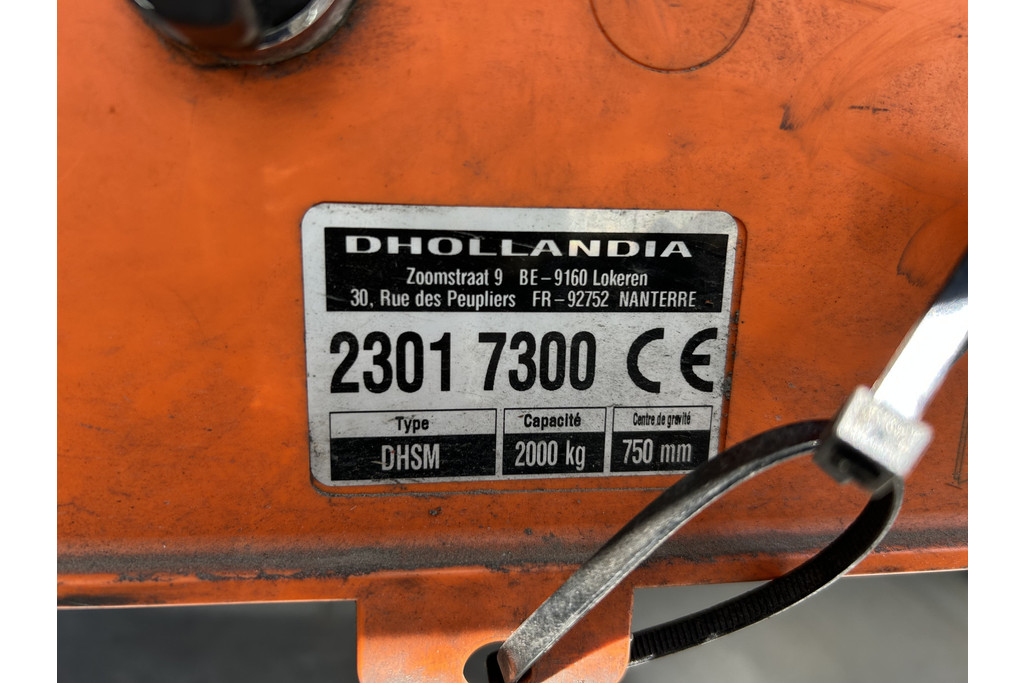 DHOLLANDIA
Zoomstraat 9 BE-9160 Lokeren
30, Rue des Peupliers FR-92752 NANTERRE
2301 7300 CE
Type Capacité Centre de gravité
DHSM 2000 kg 750 mm